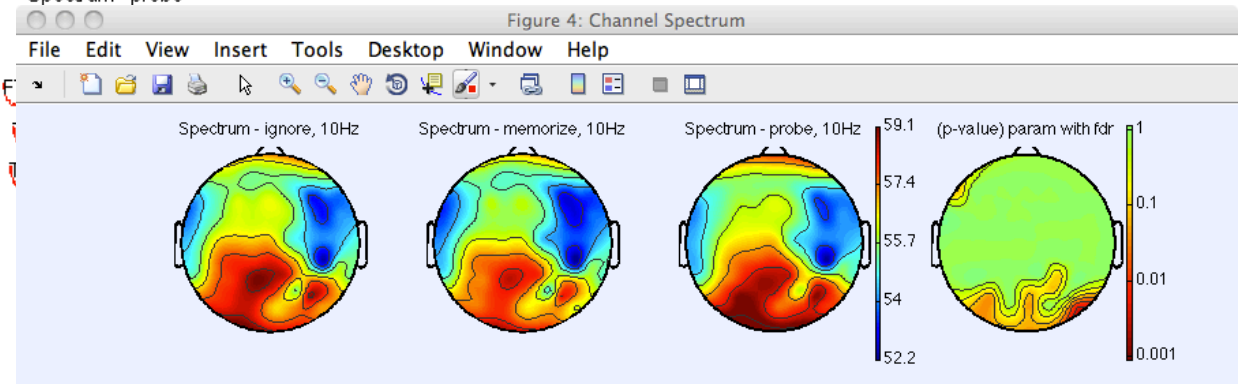 Figure 4: Channel Spectrum
File Edit View Insert Tools Desktop Window Help
Spectrum - ignore, 10Hz
Spectrum - memorize, 10Hz
Spectrum - probe, 10Hz
59.1
57.4
55.7
54
52.2
(p-value) param with fdr
1
0.1
0.01
0.001